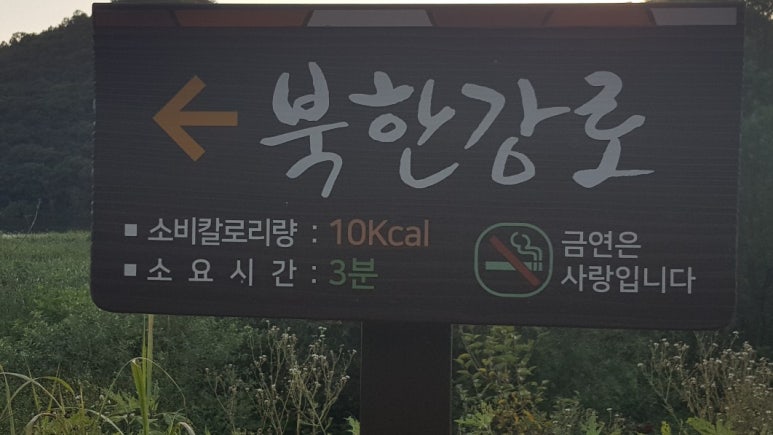 ← 북한강로
■ 소비칼로리량 : 10Kcal
■ 소요시간 : 3분
금연은
사랑입니다